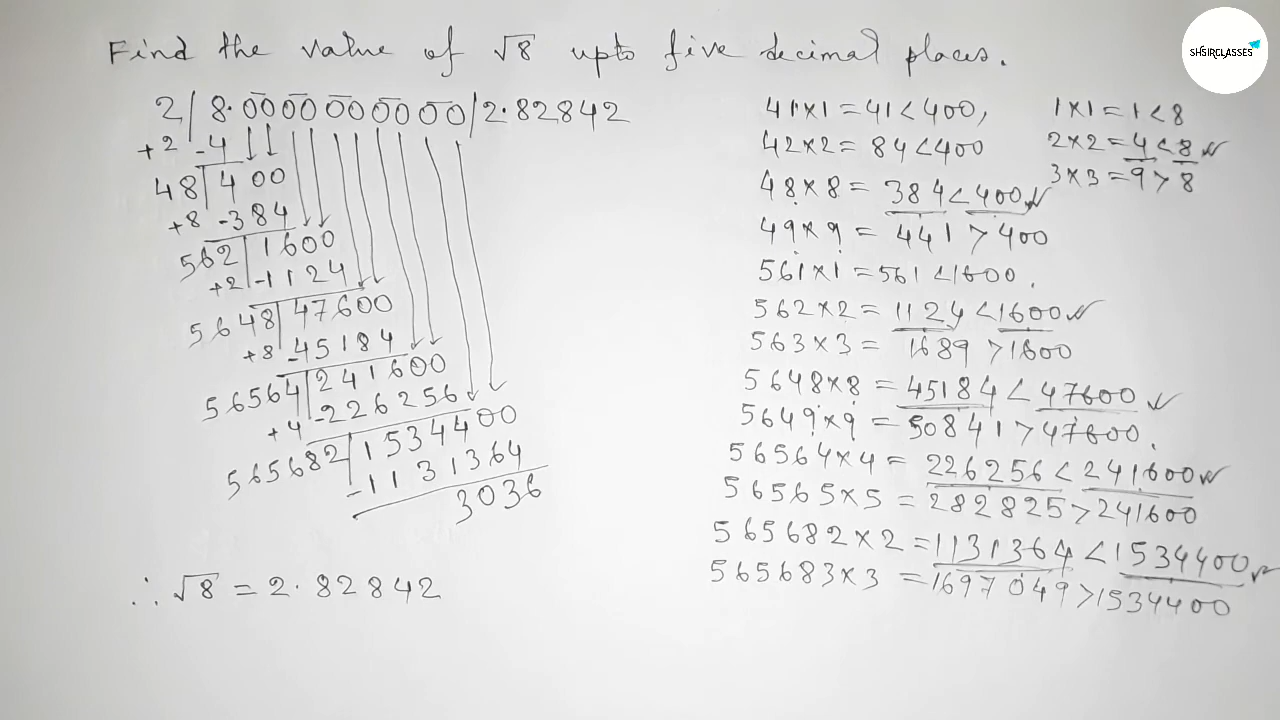 Find the value of √8 upto five decimal places.
SHSIRCLASSES
2 | 8.00 00 00 00 00 | 2.82842
+2 -4
48 | 400
+8 -384
562 | 1600
+2 -1124
5648 | 47600
+8 -45184
56564 | 241600
+4 -226256
565682 | 1534400
-1131364
3036
∴ √8 = 2.82842
41×1 = 41 < 400,
42×2 = 84 < 400
48×8 = 384 < 400 ✓
49×9 = 441 > 400
561×1 = 561 < 1600.
562×2 = 1124 < 1600 ✓
563×3 = 1689 > 1600
5648×8 = 45184 < 47600 ✓
5649×9 = 50841 > 47600.
56564×4 = 226256 < 241600 ✓
56565×5 = 282825 > 241600
565682×2 = 1131364 < 1534400 ✓
565683×3 = 1697049 > 1534400
1×1 = 1 < 8
2×2 = 4 < 8 ✓
3×3 = 9 > 8